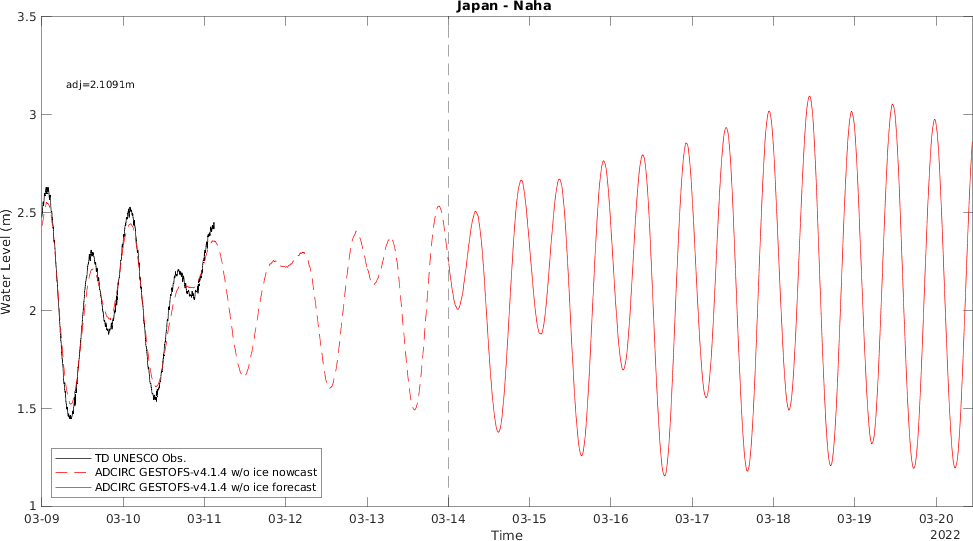 Japan - Naha
3.5
3
2.5
2
1.5
1
Water Level (m)
adj=2.1091m
TD UNESCO Obs.
ADCIRC GESTOFS-v4.1.4 w/o ice nowcast
ADCIRC GESTOFS-v4.1.4 w/o ice forecast
03-09 03-10 03-11 03-12 03-13 03-14 03-15 03-16 03-17 03-18 03-19 03-20
Time
2022